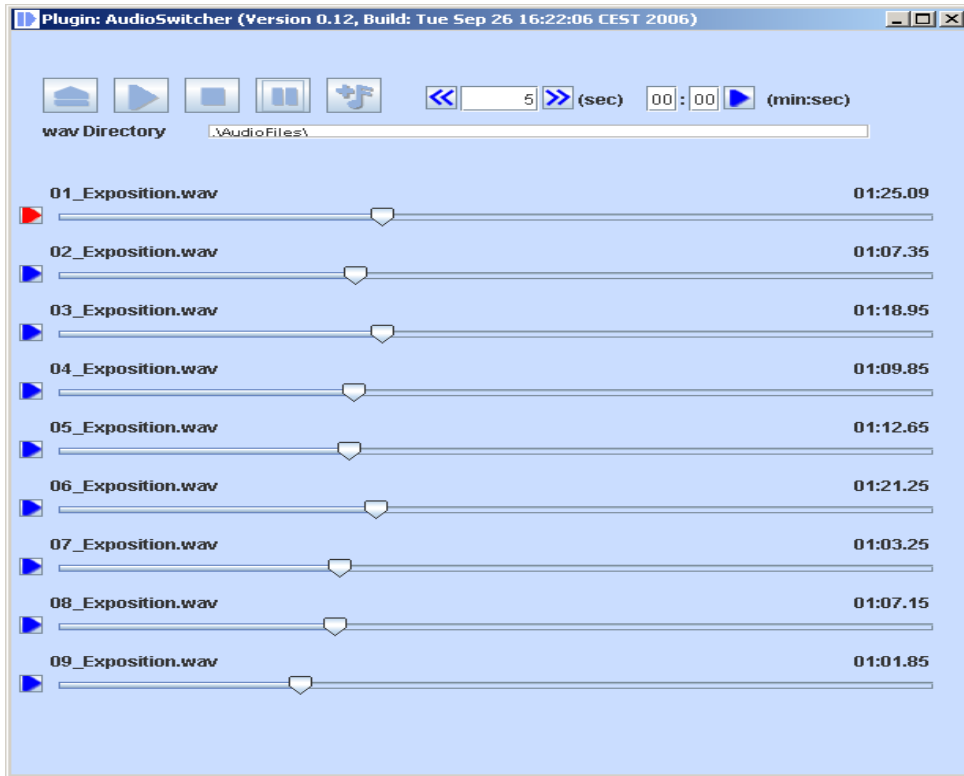 Plugin: AudioSwitcher (Version 0.12, Build: Tue Sep 26 16:22:06 CEST 2006)
5 (sec) 00 : 00 (min:sec)
wav Directory .\AudioFiles\
01_Exposition.wav 01:25.09
02_Exposition.wav 01:07.35
03_Exposition.wav 01:18.95
04_Exposition.wav 01:09.85
05_Exposition.wav 01:12.65
06_Exposition.wav 01:21.25
07_Exposition.wav 01:03.25
08_Exposition.wav 01:07.15
09_Exposition.wav 01:01.85